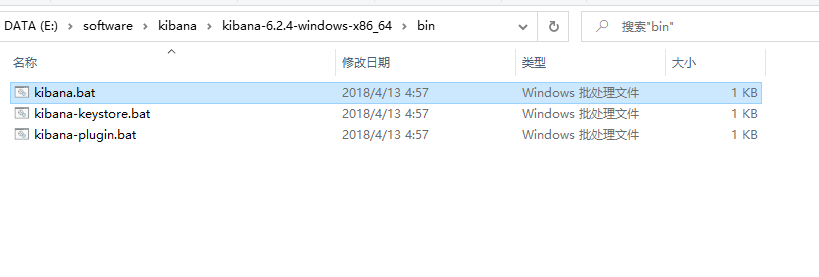 DATA (E:) software kibana kibana-6.2.4-windows-x86_64 bin 搜索"bin"
名称 修改日期 类型 大小
kibana.bat 2018/4/13 4:57 Windows 批处理文件 1 KB
kibana-keystore.bat 2018/4/13 4:57 Windows 批处理文件 1 KB
kibana-plugin.bat 2018/4/13 4:57 Windows 批处理文件 1 KB